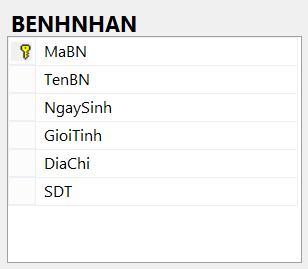 BENHNHAN
MaBN
TenBN
NgaySinh
GioiTinh
DiaChi
SDT